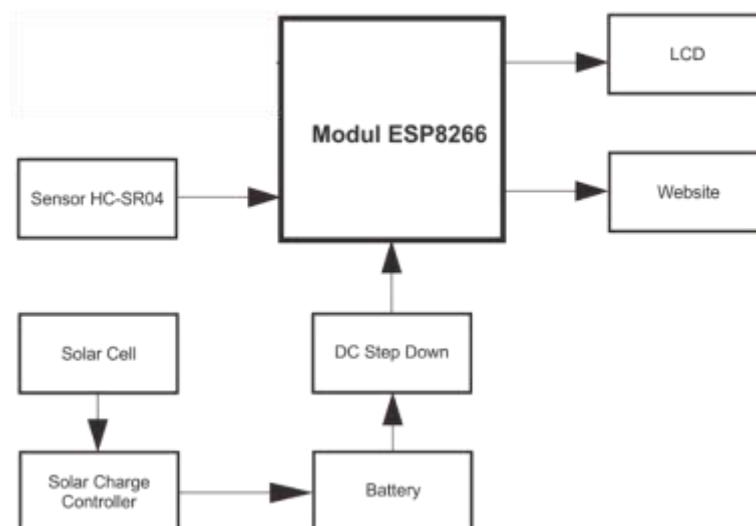 LCD
Modul ESP8266
Sensor HC-SR04
Website
Solar Cell
DC Step Down
Solar Charge
Controller
Battery